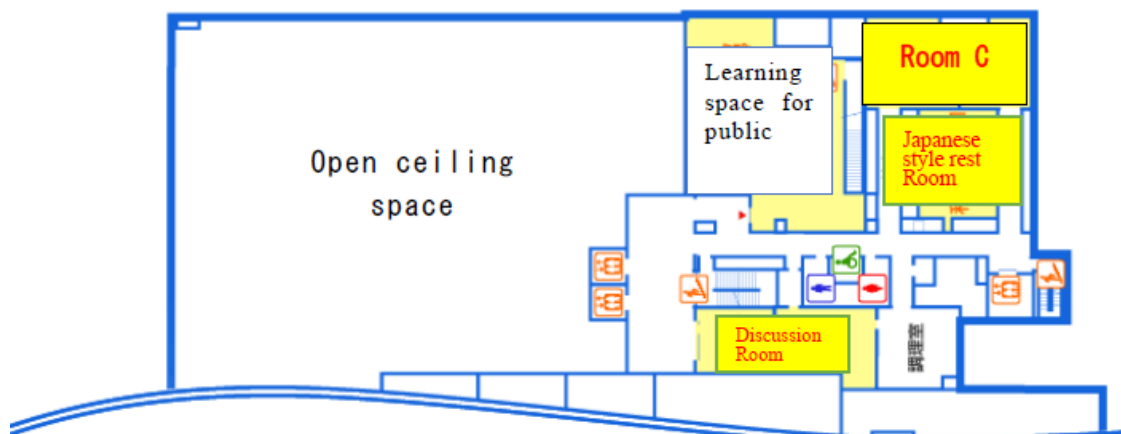 Room C
Learning
space for
public
Japanese
style rest
Room
Open ceiling
space
Discussion
Room
調理室